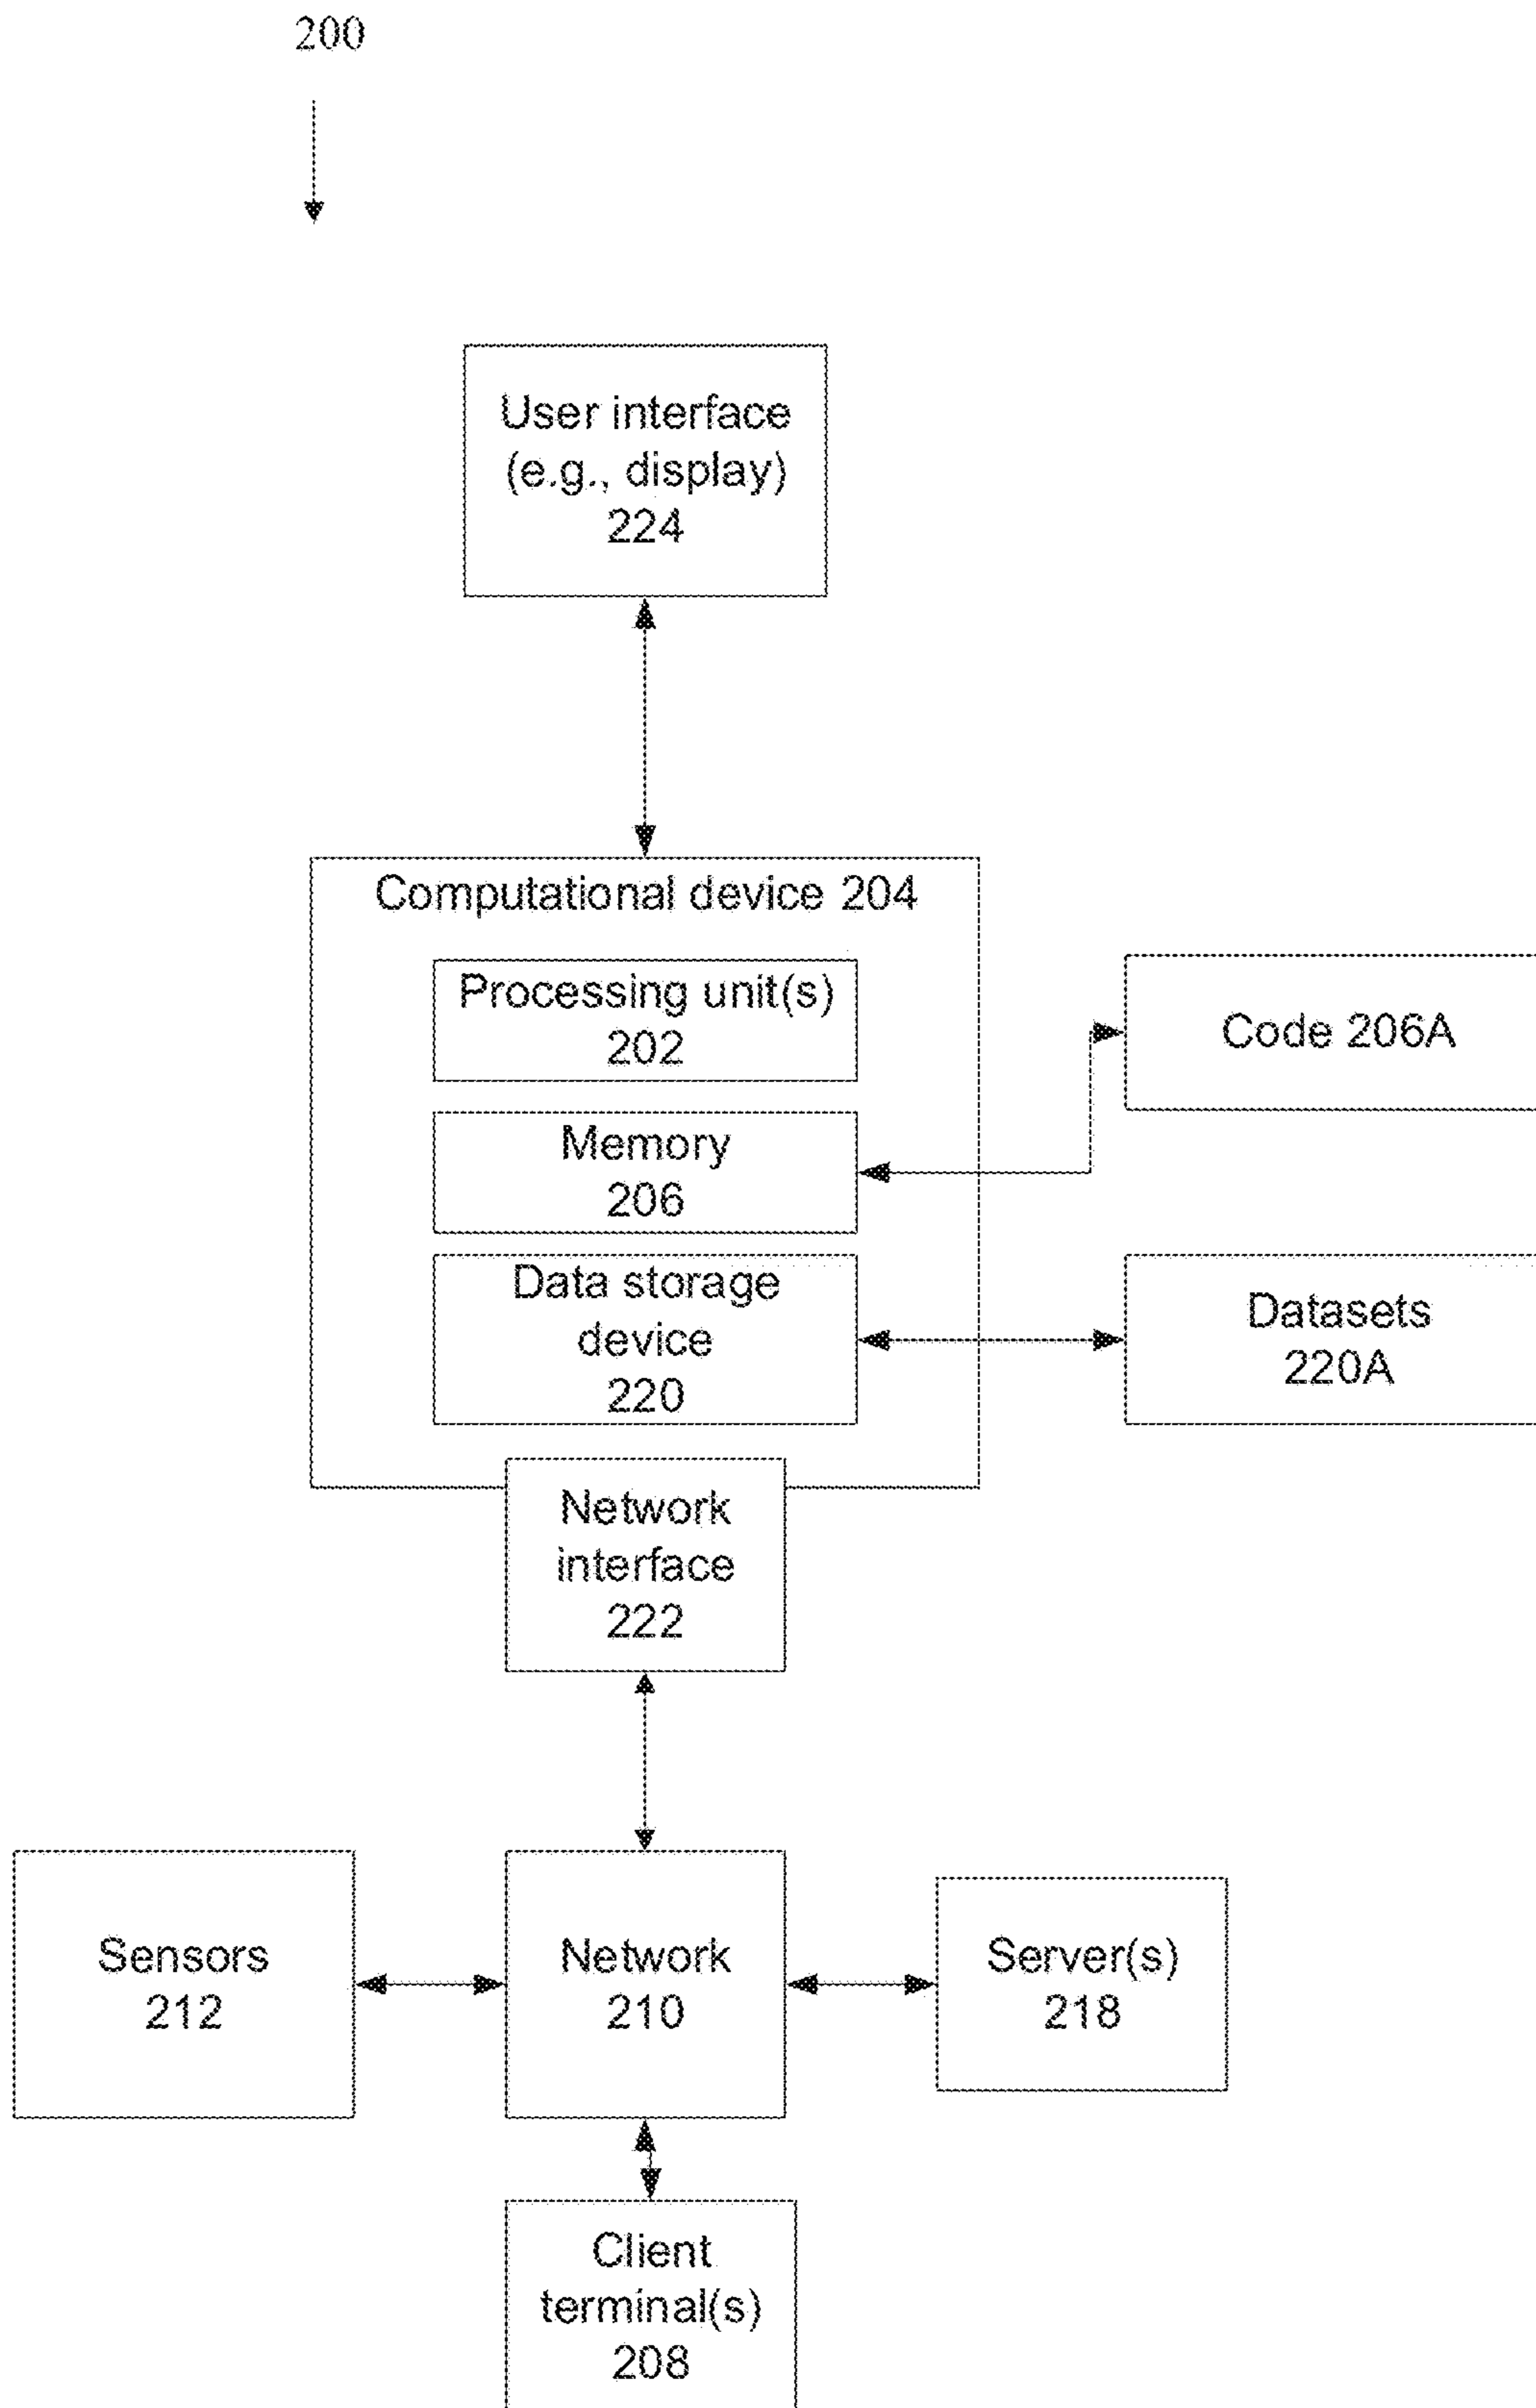 200
User interface
(e.g., display)
224
Computational device 204
Processing unit(s)
202
Memory
206
Code 206A
Data storage
device
220
Datasets
220A
Network
interface
222
Sensors
212
Network
210
Server(s)
218
Client
terminal(s)
208